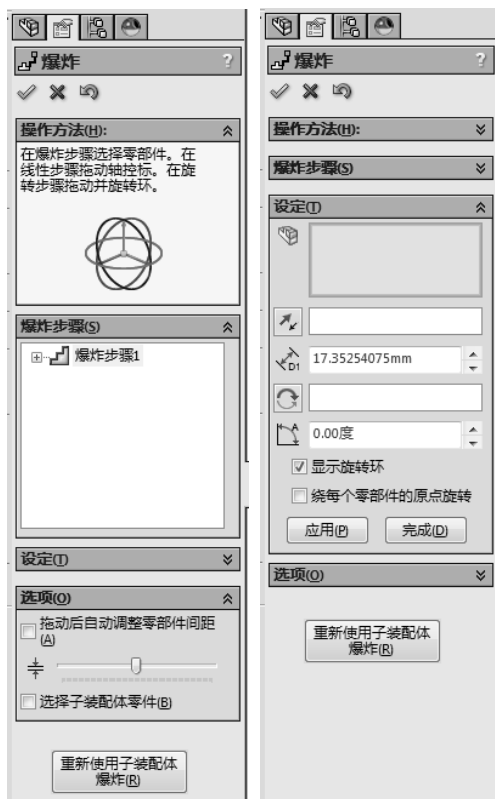 爆炸
?
操作方法(H):
在爆炸步骤选择零部件。在
线性步骤拖动轴控标。在旋
转步骤拖动并旋转环。
爆炸步骤(S)
爆炸步骤1
设定(T)
选项(O)
拖动后自动调整零部件间距
(A)
选择子装配体零件(B)
重新使用子装配体
爆炸(R)
爆炸
?
操作方法(H):
爆炸步骤(S)
设定(T)
D1
17.35254075mm
A
0.00度
显示旋转环
绕每个零部件的原点旋转
应用(P) 完成(D)
选项(O)
重新使用子装配体
爆炸(R)